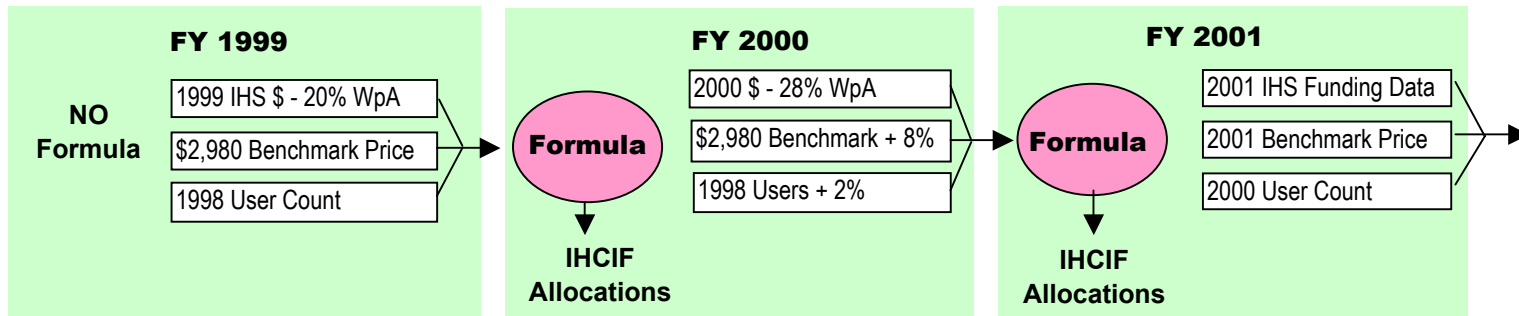 FY 1999
NO
Formula
1999 IHS $ - 20% WpA
$2,980 Benchmark Price
1998 User Count
FY 2000
Formula
IHCIF
Allocations
2000 $ - 28% WpA
$2,980 Benchmark + 8%
1998 Users + 2%
FY 2001
Formula
IHCIF
Allocations
2001 IHS Funding Data
2001 Benchmark Price
2000 User Count